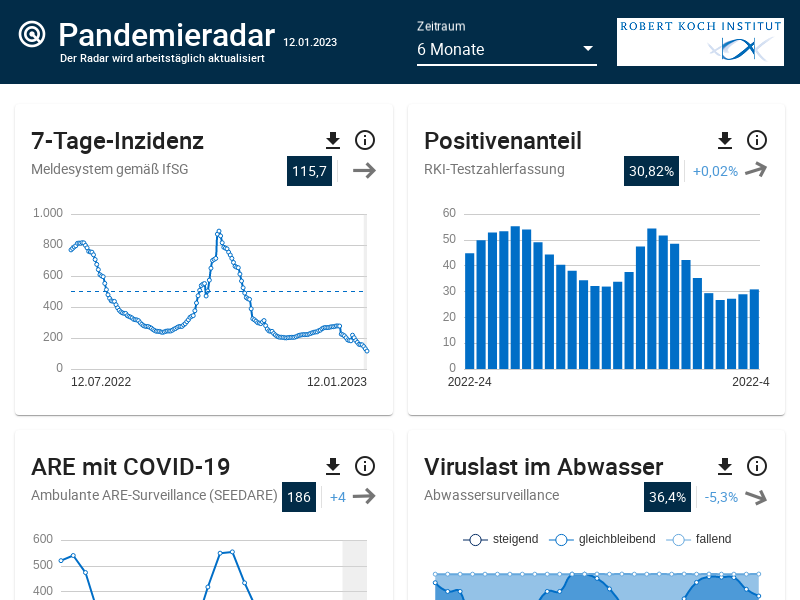 Pandemieradar 12.01.2023
Der Radar wird arbeitstäglich aktualisiert
Zeitraum
6 Monate
ROBERT KOCH INSTITUT
7-Tage-Inzidenz
Meldesystem gemäß IfSG
115,7
1.000
800
600
400
200
0
12.07.2022
12.01.2023
Positivenanteil
RKI-Testzahlerfassung
30,82%
+0,02%
60
50
40
30
20
10
0
2022-24
2022-4
ARE mit COVID-19
Ambulante ARE-Surveillance (SEEDARE)
186
+4
600
500
400
Viruslast im Abwasser
Abwassersurveillance
36,4%
-5,3%
steigend
gleichbleibend
fallend